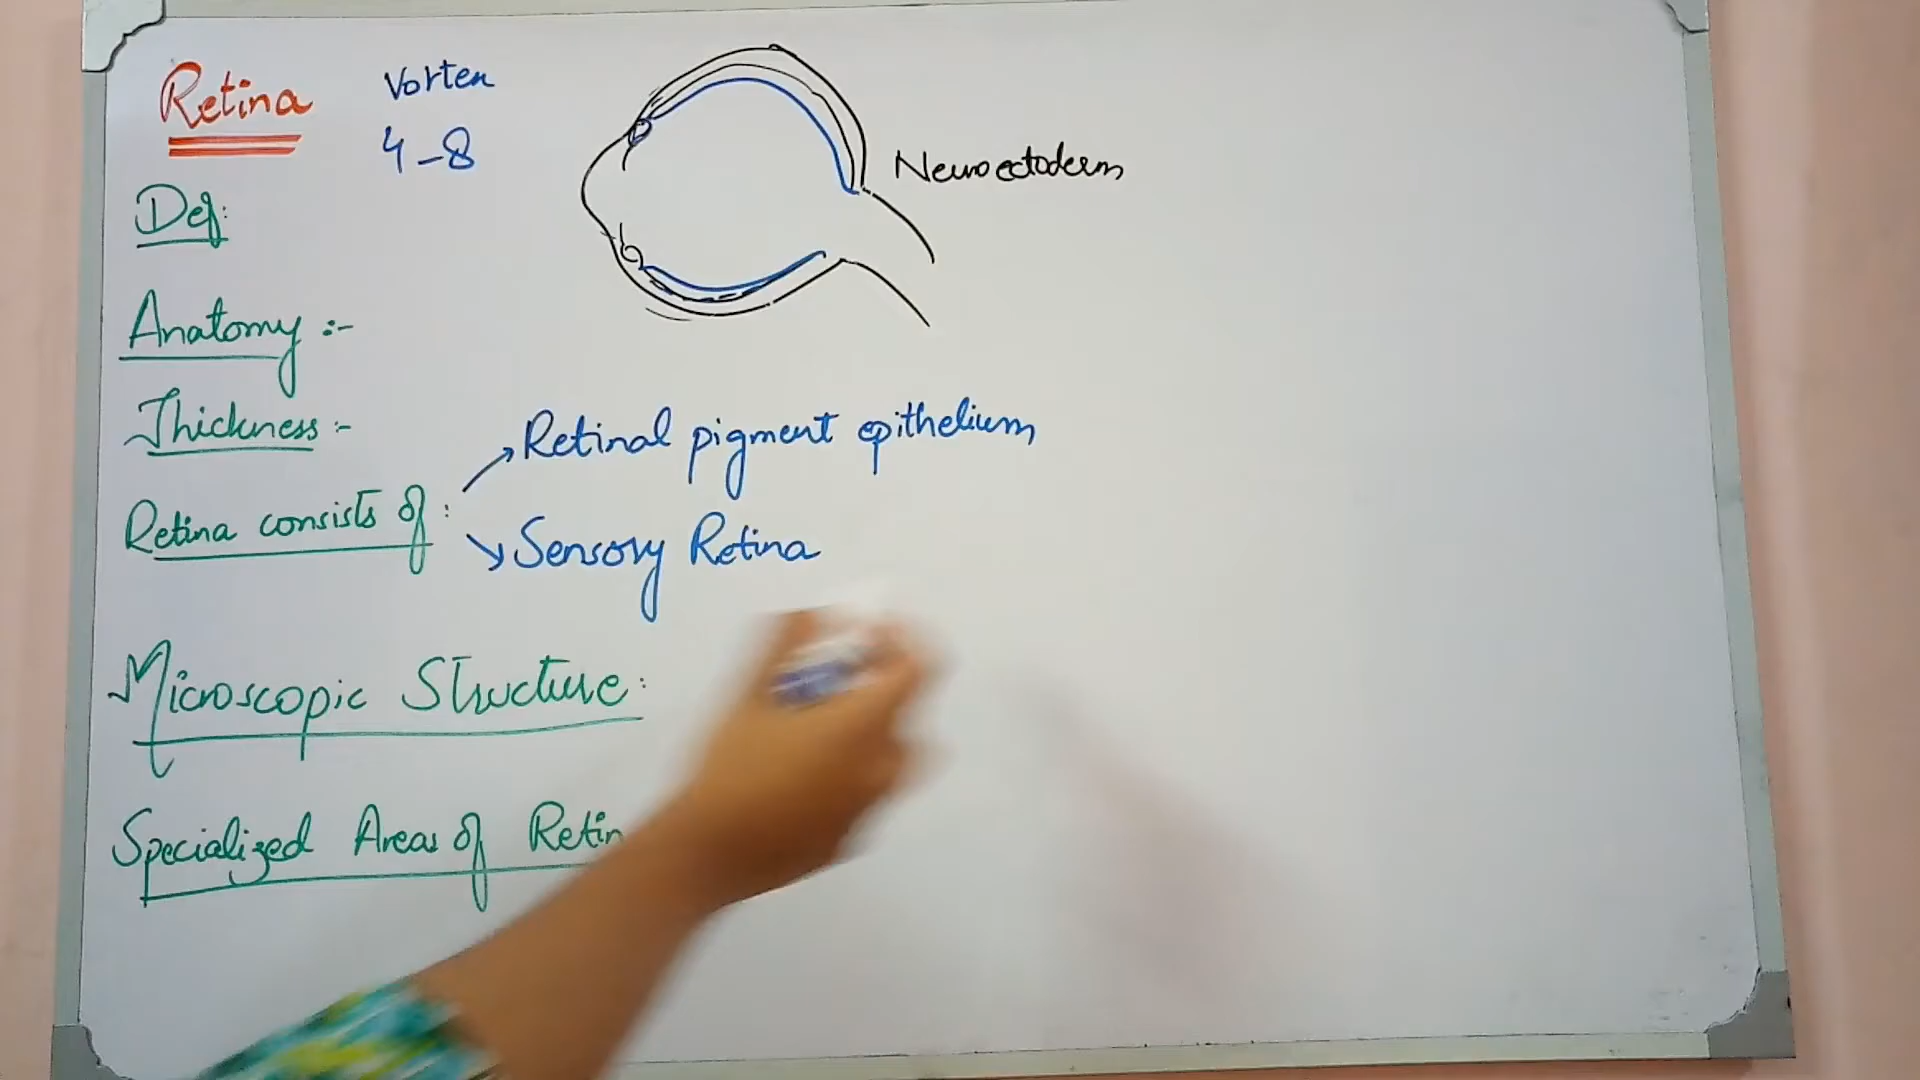 Retina
Vorten
4-8
Neuroectoderm
Def:
Anatomy :-
Thickness :-
Retina consists of :
Retinal pigment epithelium
Sensory Retina
Microscopic Structure:
Specialized Areas of Retin